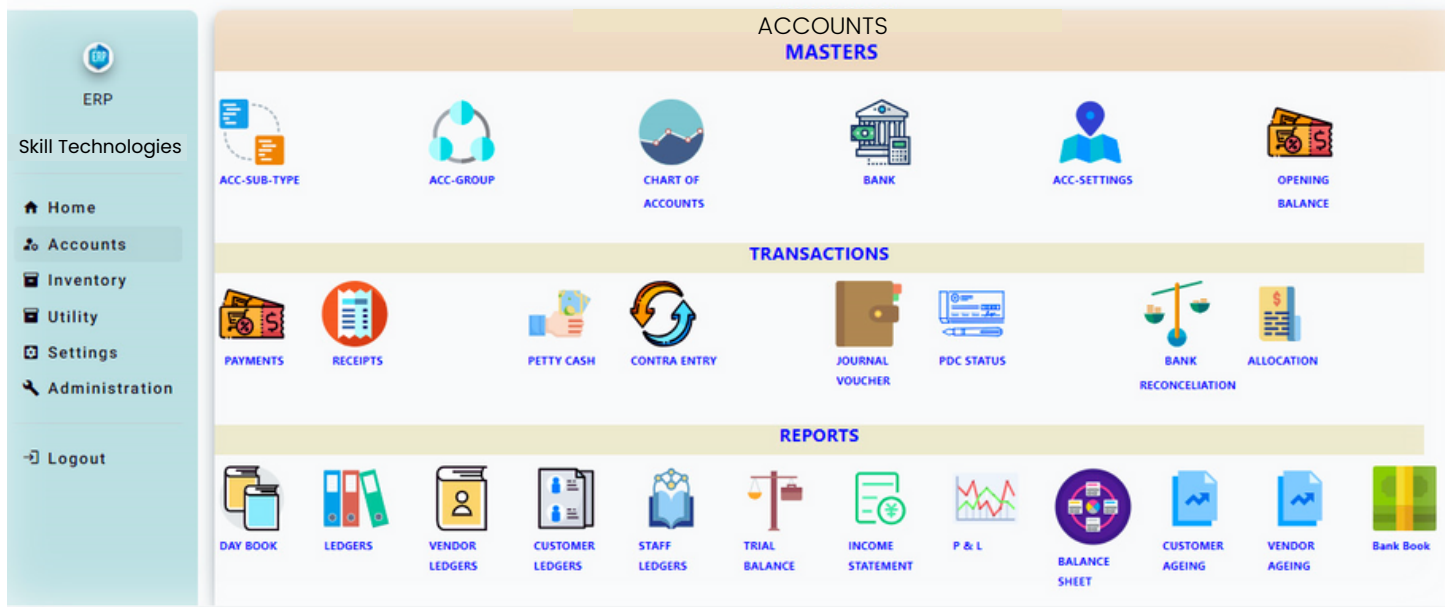 ERP
ERP
Skill Technologies
Home
Accounts
Inventory
Utility
Settings
Administration
Logout
ACCOUNTS
MASTERS
ACC-SUB-TYPE
ACC-GROUP
CHART OF
ACCOUNTS
BANK
ACC-SETTINGS
OPENING
BALANCE
TRANSACTIONS
PAYMENTS
RECEIPTS
PETTY CASH
CONTRA ENTRY
JOURNAL
VOUCHER
PDC STATUS
BANK
RECONCELIATION
ALLOCATION
REPORTS
DAY BOOK
LEDGERS
VENDOR
LEDGERS
CUSTOMER
LEDGERS
STAFF
LEDGERS
TRIAL
BALANCE
INCOME
STATEMENT
P & L
BALANCE
SHEET
CUSTOMER
AGEING
VENDOR
AGEING
Bank Book